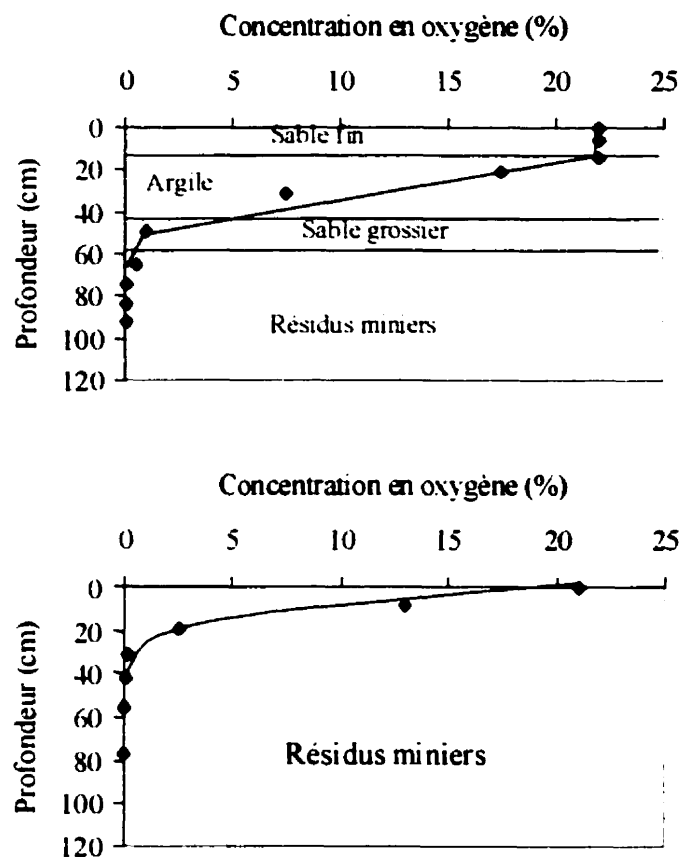 Concentration en oxygène (%)
0 5 10 15 20 25
0
20
40
60
80
100
120
Profondeur (cm)
Sable fin
Argile
Sable grossier
Résidus miniers
Concentration en oxygène (%)
0 5 10 15 20 25
0
20
40
60
80
100
120
Profondeur (cm)
Résidus miniers